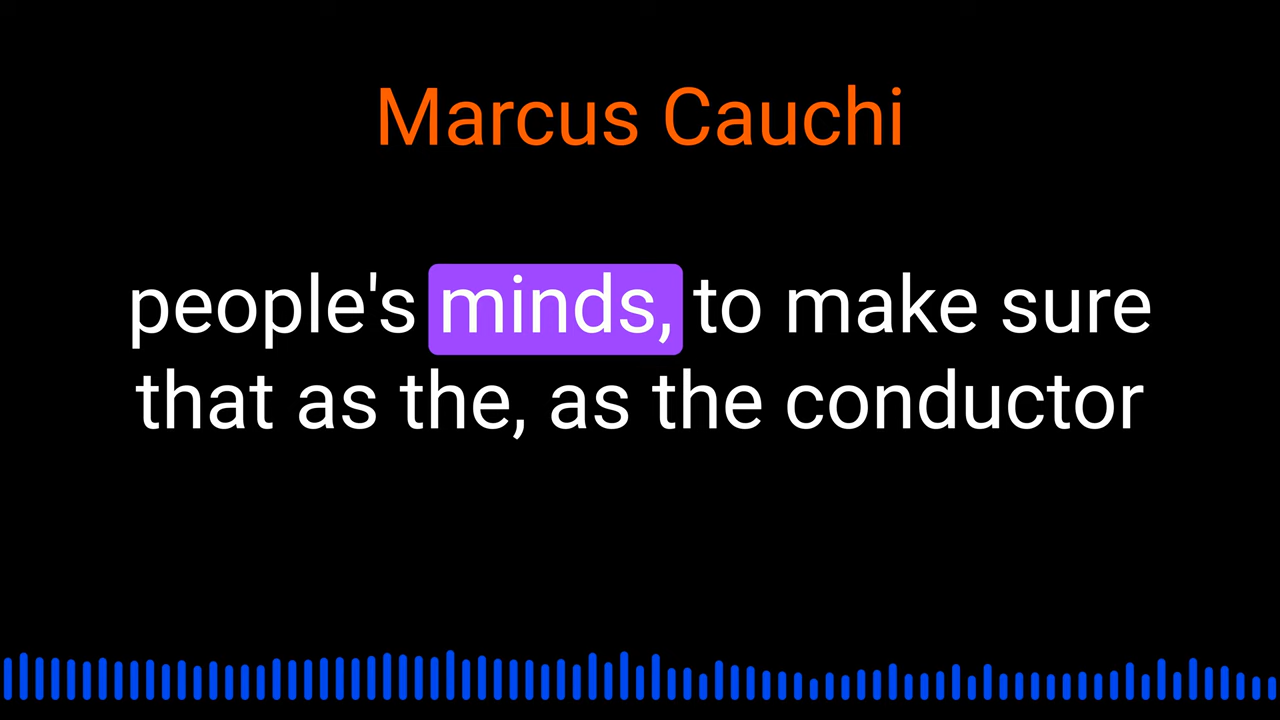 Marcus Cauchi
people's minds, to make sure
that as the, as the conductor